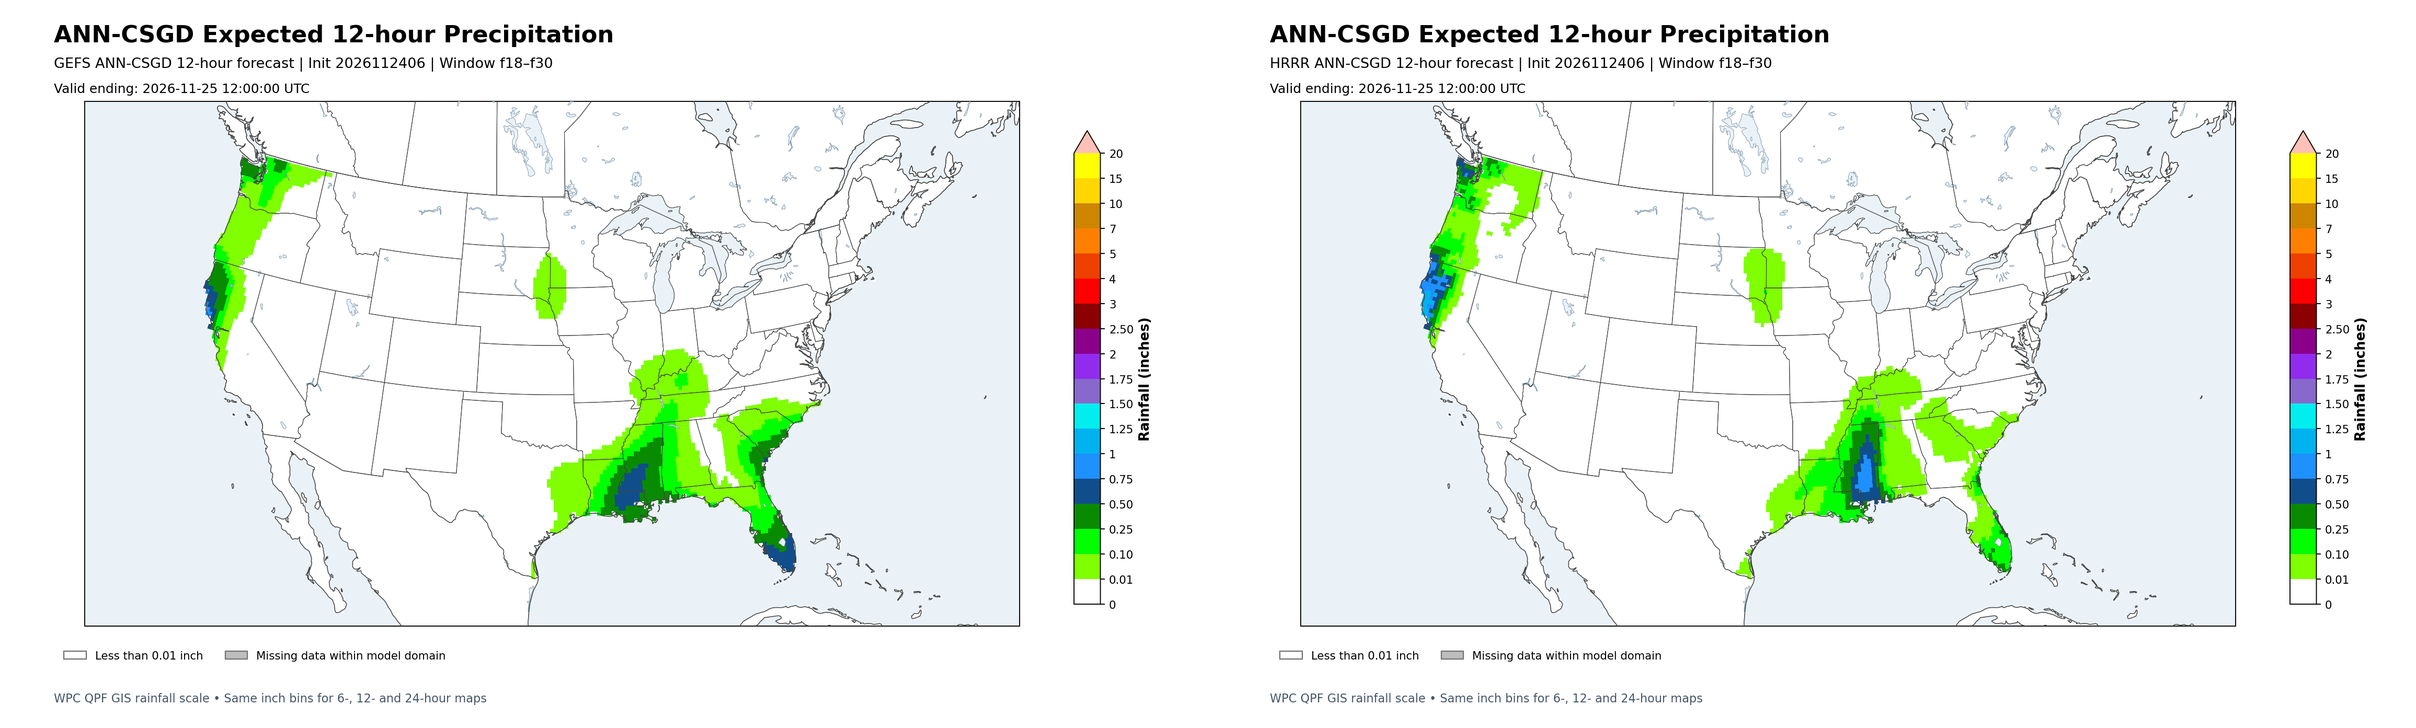 ANN-CSGD Expected 12-hour Precipitation
GEFS ANN-CSGD 12-hour forecast | Init 2026112406 | Window f18–f30
Valid ending: 2026-11-25 12:00:00 UTC
20
15
10
7
5
4
3
2.50
2
1.75
1.50
1.25
1
0.75
0.50
0.25
0.10
0.01
0
Rainfall (inches)
Less than 0.01 inch
Missing data within model domain
WPC QPF GIS rainfall scale • Same inch bins for 6-, 12- and 24-hour maps
ANN-CSGD Expected 12-hour Precipitation
HRRR ANN-CSGD 12-hour forecast | Init 2026112406 | Window f18–f30
Valid ending: 2026-11-25 12:00:00 UTC
20
15
10
7
5
4
3
2.50
2
1.75
1.50
1.25
1
0.75
0.50
0.25
0.10
0.01
0
Rainfall (inches)
Less than 0.01 inch
Missing data within model domain
WPC QPF GIS rainfall scale • Same inch bins for 6-, 12- and 24-hour maps